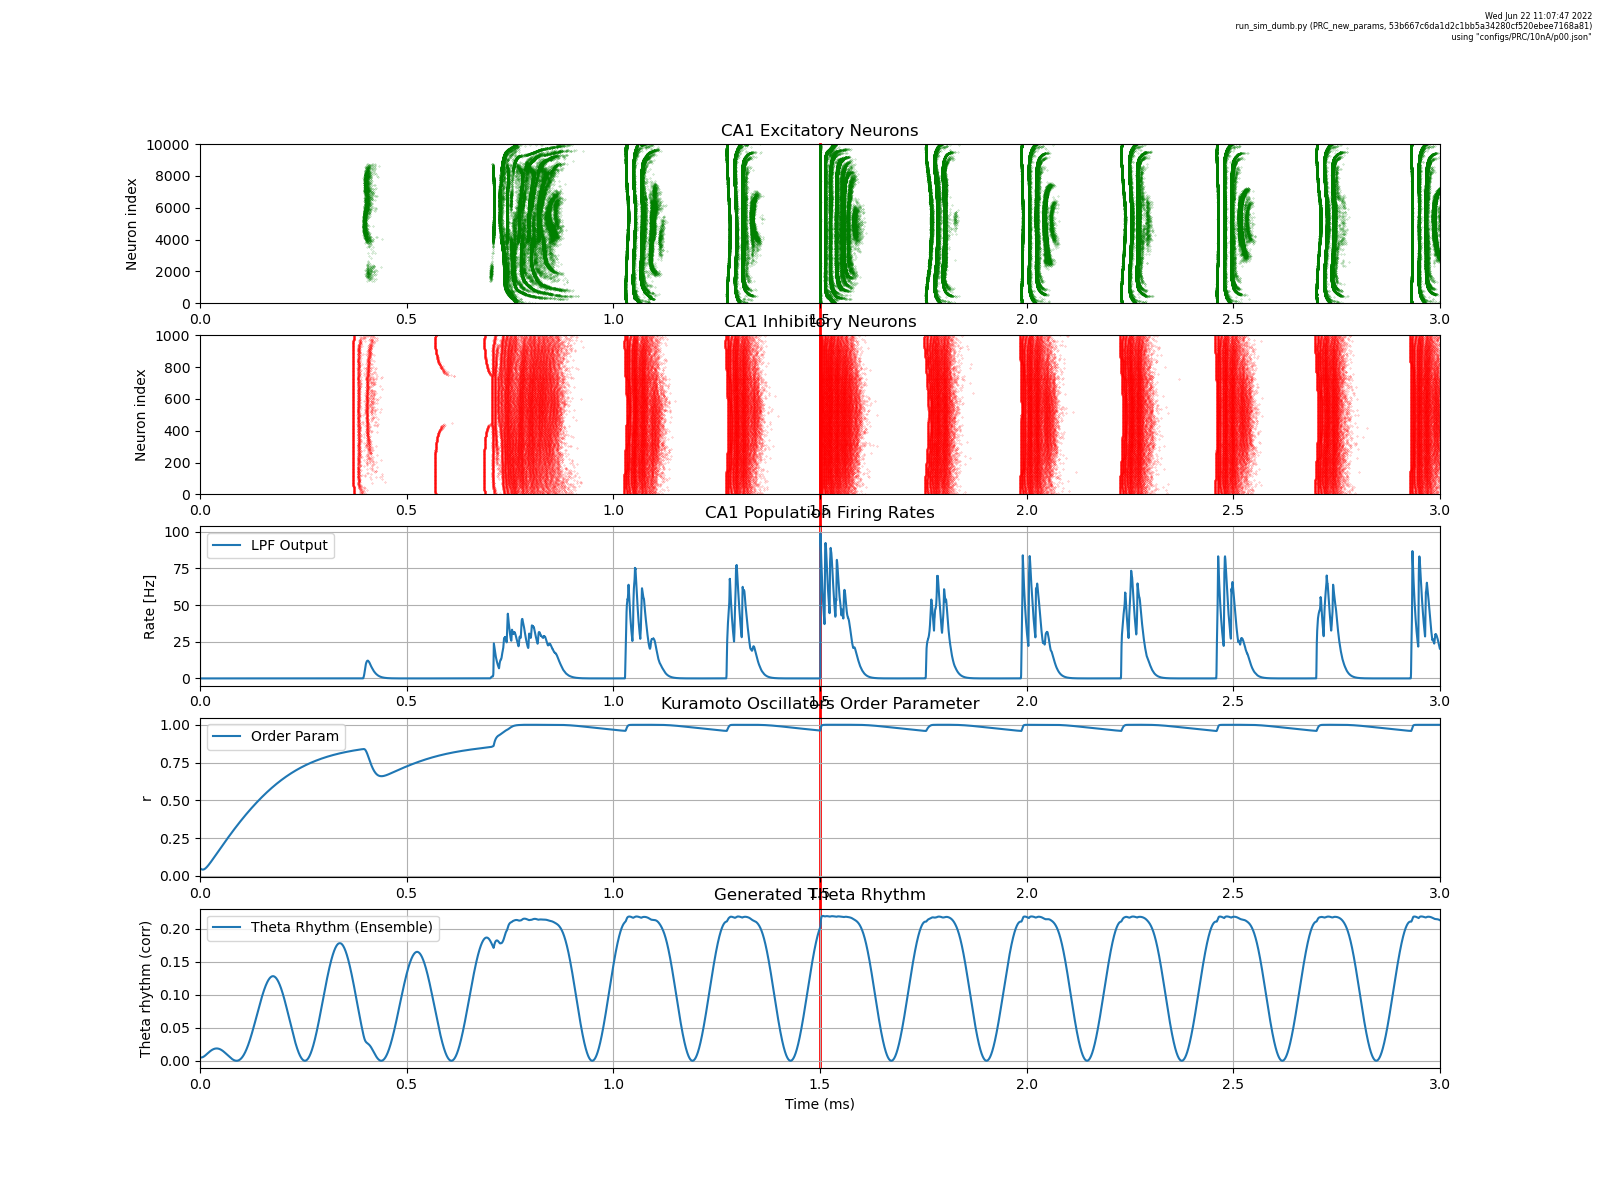 Wed Jun 22 11:07:47 2022
run_sim_dumb.py (PRC_new_params, 53b667c6da1d2c1bb5a34280cf520ebee7168a81)
using "configs/PRC/10nA/p00.json"
CA1 Excitatory Neurons
Neuron index
10000
8000
6000
4000
2000
0
0.0 0.5 1.0 1.5 2.0 2.5 3.0
CA1 Inhibitory Neurons
Neuron index
1000
800
600
400
200
0
0.0 0.5 1.0 1.5 2.0 2.5 3.0
CA1 Population Firing Rates
Rate [Hz]
100
75
50
25
0
LPF Output
0.0 0.5 1.0 1.5 2.0 2.5 3.0
Kuramoto Oscillators Order Parameter
r
1.00
0.75
0.50
0.25
0.00
Order Param
0.0 0.5 1.0 1.5 2.0 2.5 3.0
Generated Theta Rhythm
Theta rhythm (corr)
0.20
0.15
0.10
0.05
0.00
Theta Rhythm (Ensemble)
0.0 0.5 1.0 1.5 2.0 2.5 3.0
Time (ms)